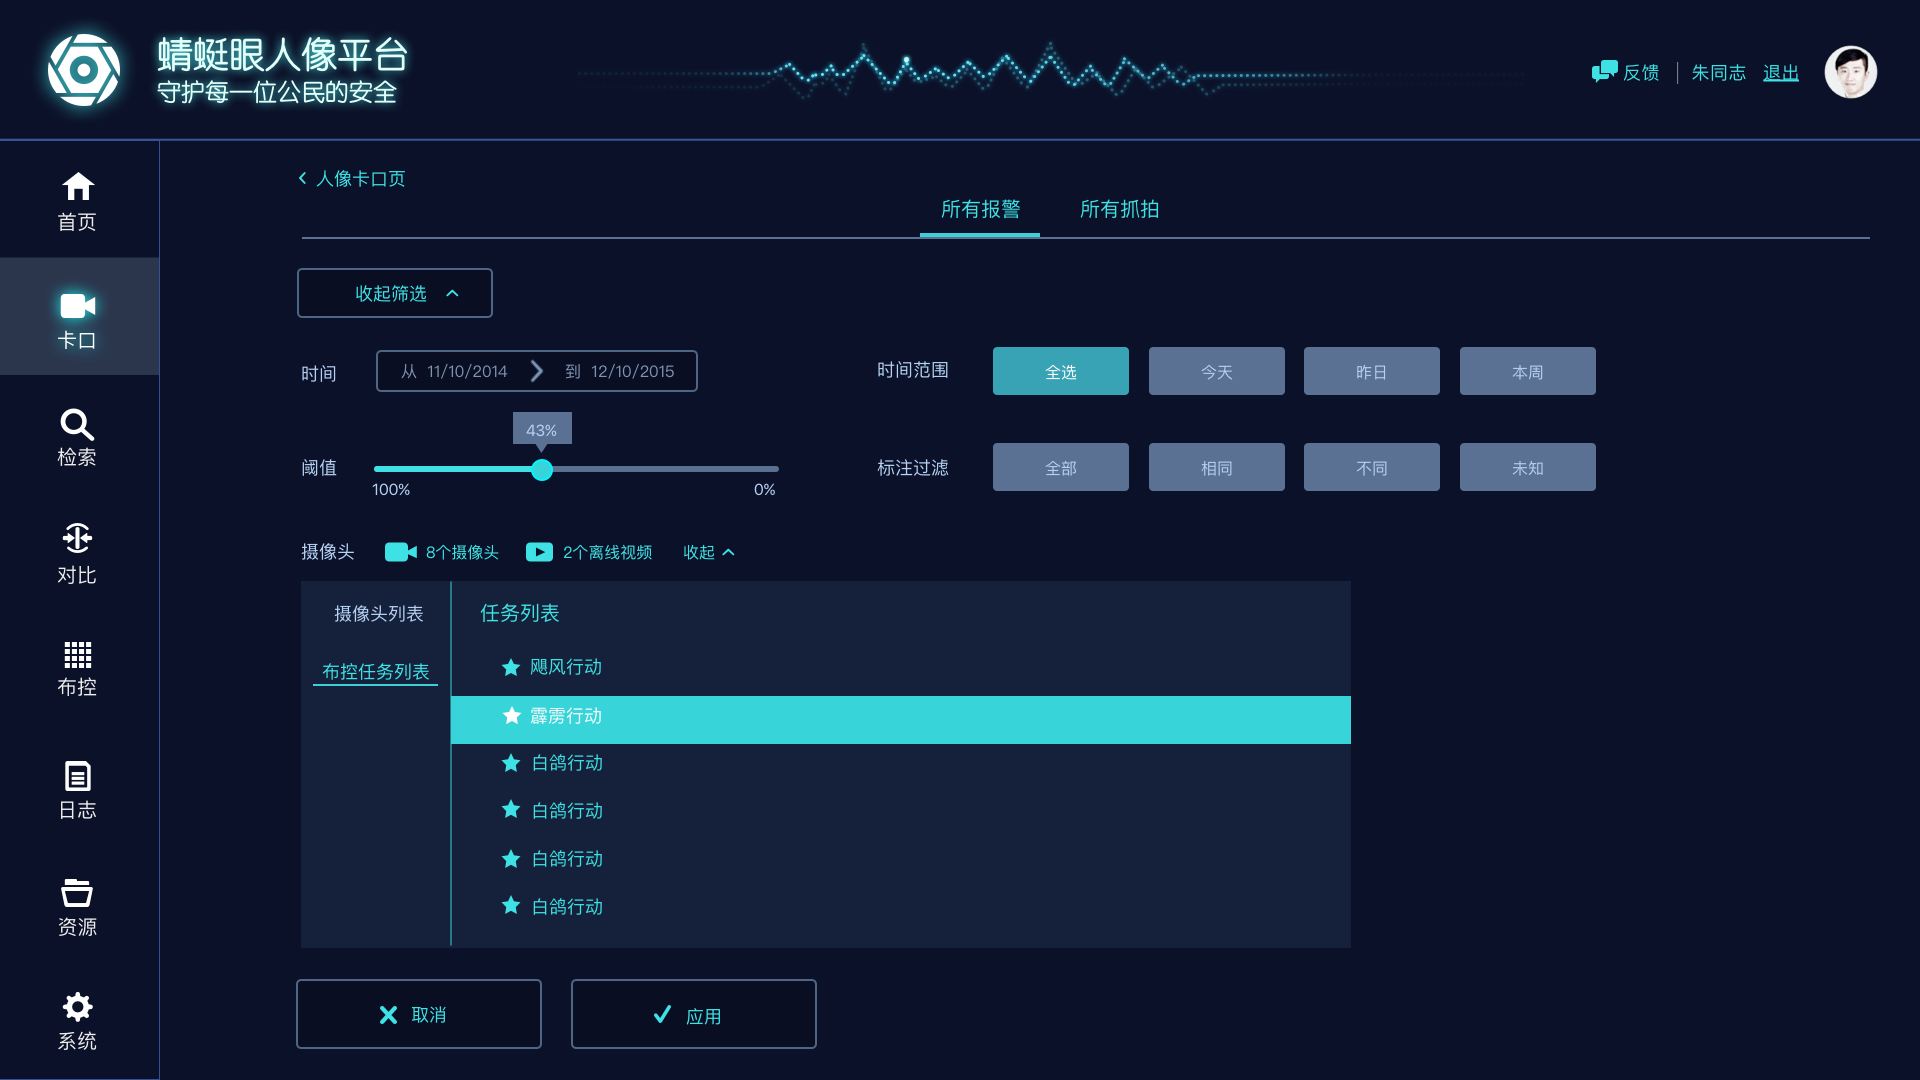 蜻蜓眼人像平台
守护每一位公民的安全
反馈
朱同志 退出
首页
卡口
检索
对比
布控
日志
资源
系统
人像卡口页
所有报警 所有抓拍
收起筛选
时间 从 11/10/2014 到 12/10/2015
时间范围 全选 今天 昨日 本周
43%
阈值
100% 0%
标注过滤 全部 相同 不同 未知
摄像头 8个摄像头 2个离线视频 收起
摄像头列表
布控任务列表
任务列表
飓风行动
霹雳行动
白鸽行动
白鸽行动
白鸽行动
白鸽行动
取消 应用